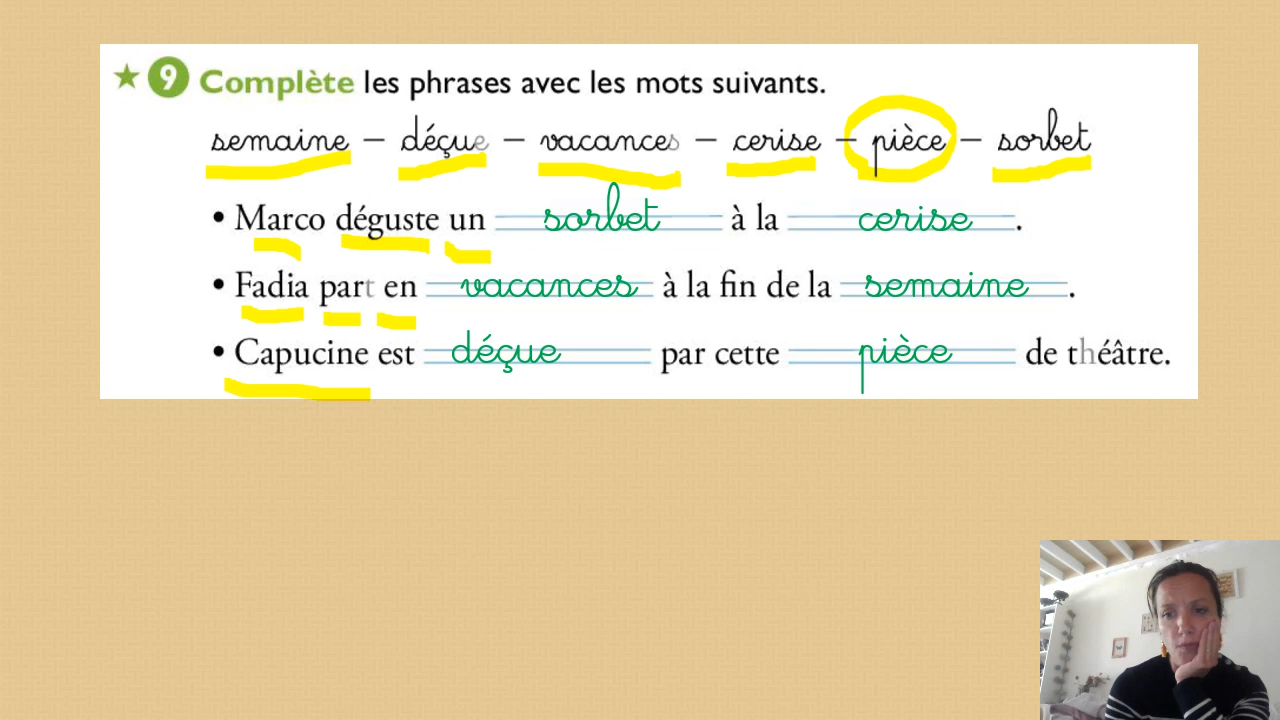 ★ 9 Complète les phrases avec les mots suivants.
semaine – déçue – vacances – cerise – pièce – sorbet
• Marco déguste un sorbet à la cerise.
• Fadia part en vacances à la fin de la semaine.
• Capucine est déçue par cette pièce de théâtre.